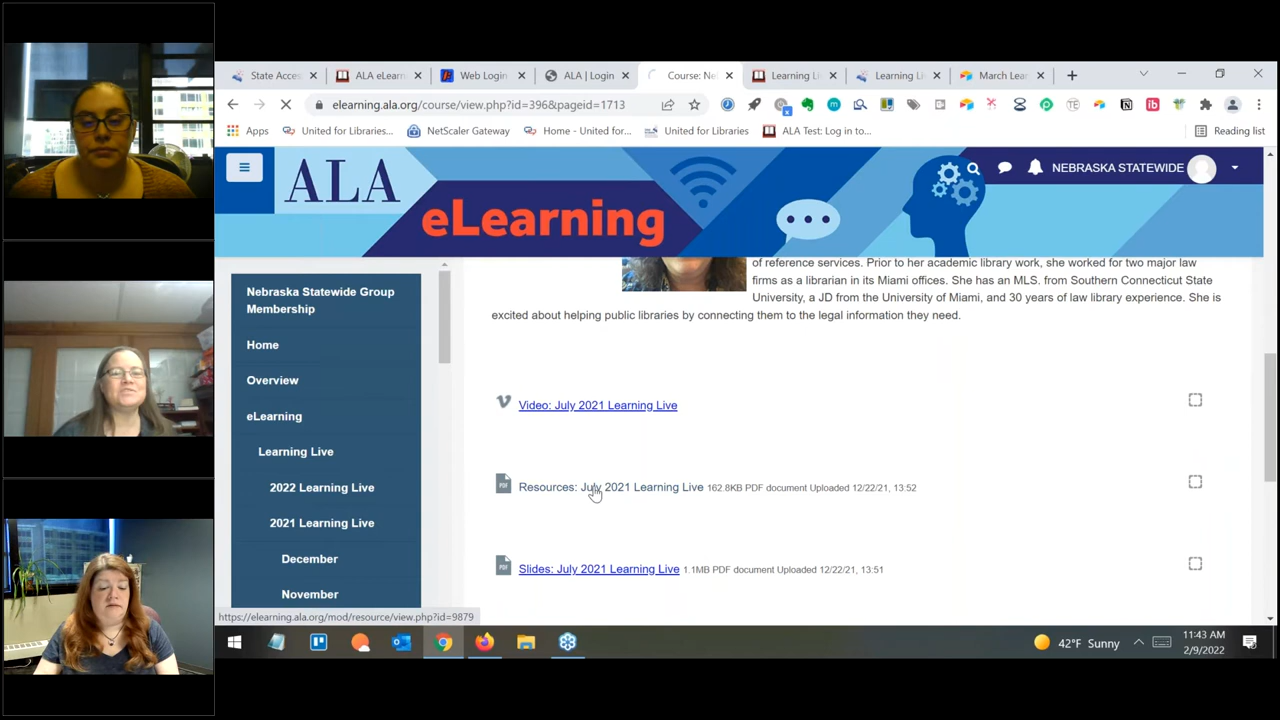 State Acces
ALA eLearn
Web Login
ALA | Login
Course: Ne
Learning Li
Learning Li
March Lear
elearning.ala.org/course/view.php?id=396&pageid=1713
Apps
United for Libraries...
NetScaler Gateway
Home - United for...
United for Libraries
ALA Test: Log in to...
Reading list
ALA
eLearning
NEBRASKA STATEWIDE
Nebraska Statewide Group
Membership
Home
Overview
eLearning
Learning Live
2022 Learning Live
2021 Learning Live
December
November
of reference services. Prior to her academic library work, she worked for two major law
firms as a librarian in its Miami offices. She has an MLS. from Southern Connecticut State
University, a JD from the University of Miami, and 30 years of law library experience. She is
excited about helping public libraries by connecting them to the legal information they need.
Video: July 2021 Learning Live
Resources: July 2021 Learning Live 162.8KB PDF document Uploaded 12/22/21, 13:52
Slides: July 2021 Learning Live 1.1MB PDF document Uploaded 12/22/21, 13:51
https://elearning.ala.org/mod/resource/view.php?id=9879
42°F Sunny
11:43 AM
2/9/2022